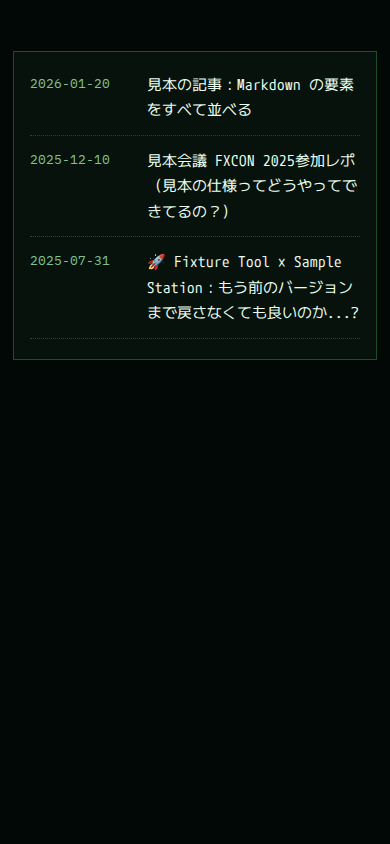 2026-01-20
見本の記事：Markdown の要素
をすべて並べる
2025-12-10
見本会議 FXCON 2025参加レポ
（見本の仕様ってどうやってで
きてるの？）
2025-07-31
🚀 Fixture Tool x Sample
Station：もう前のバージョン
まで戻さなくても良いのか...?